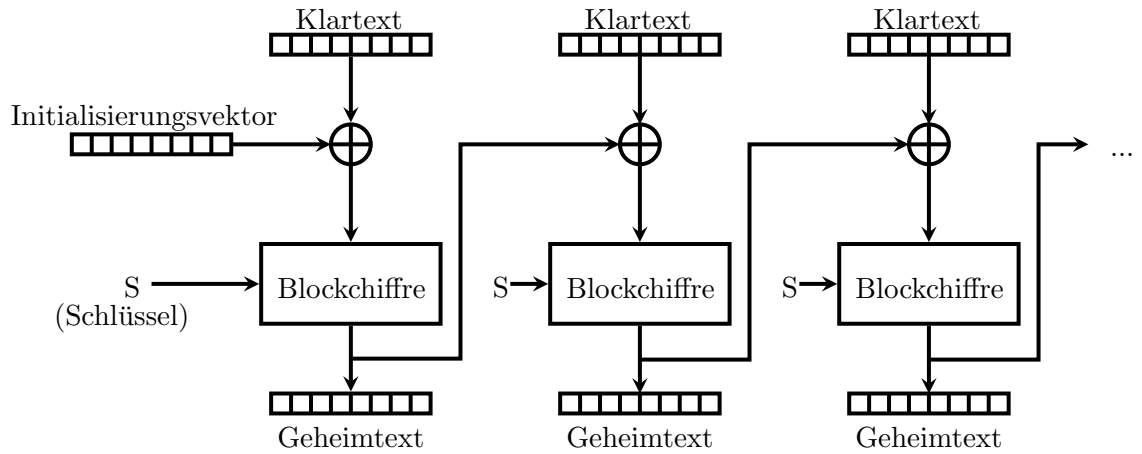 Klartext
Klartext
Klartext
Initialisierungsvektor
...
S
(Schlüssel)
Blockchiffre
S
Blockchiffre
S
Blockchiffre
Geheimtext
Geheimtext
Geheimtext